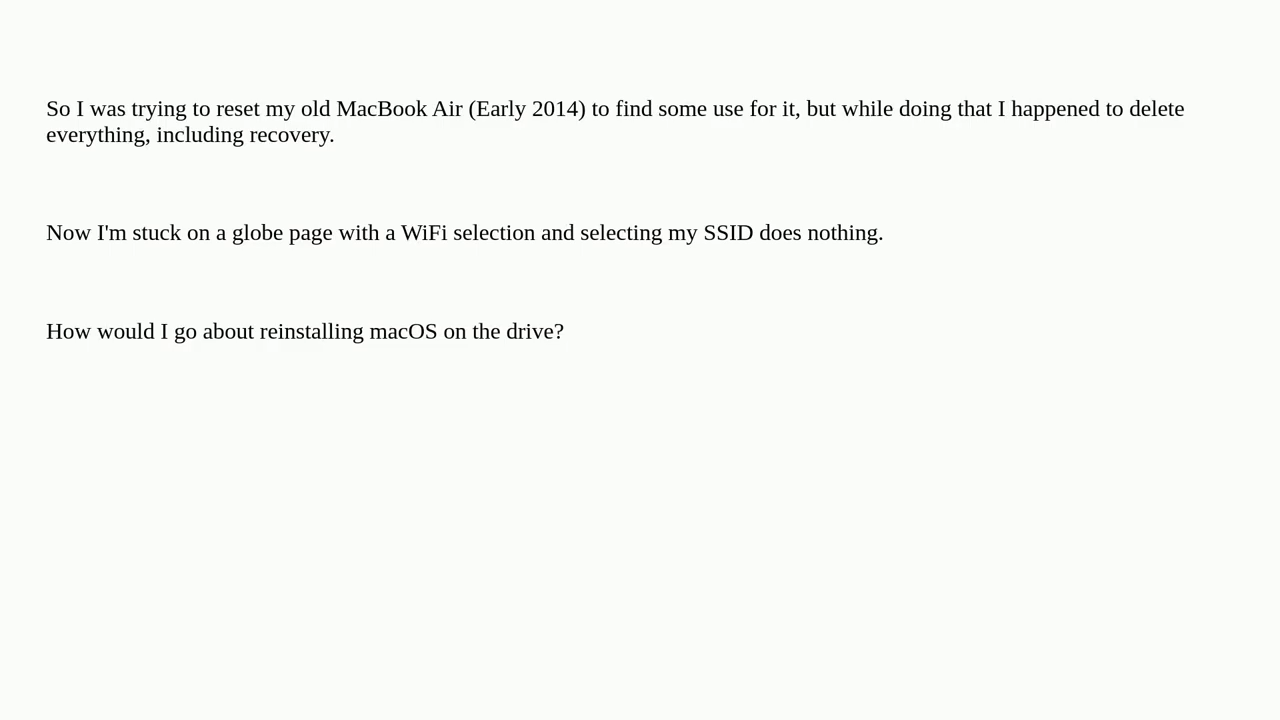 So I was trying to reset my old MacBook Air (Early 2014) to find some use for it, but while doing that I happened to delete
everything, including recovery.
Now I'm stuck on a globe page with a WiFi selection and selecting my SSID does nothing.
How would I go about reinstalling macOS on the drive?